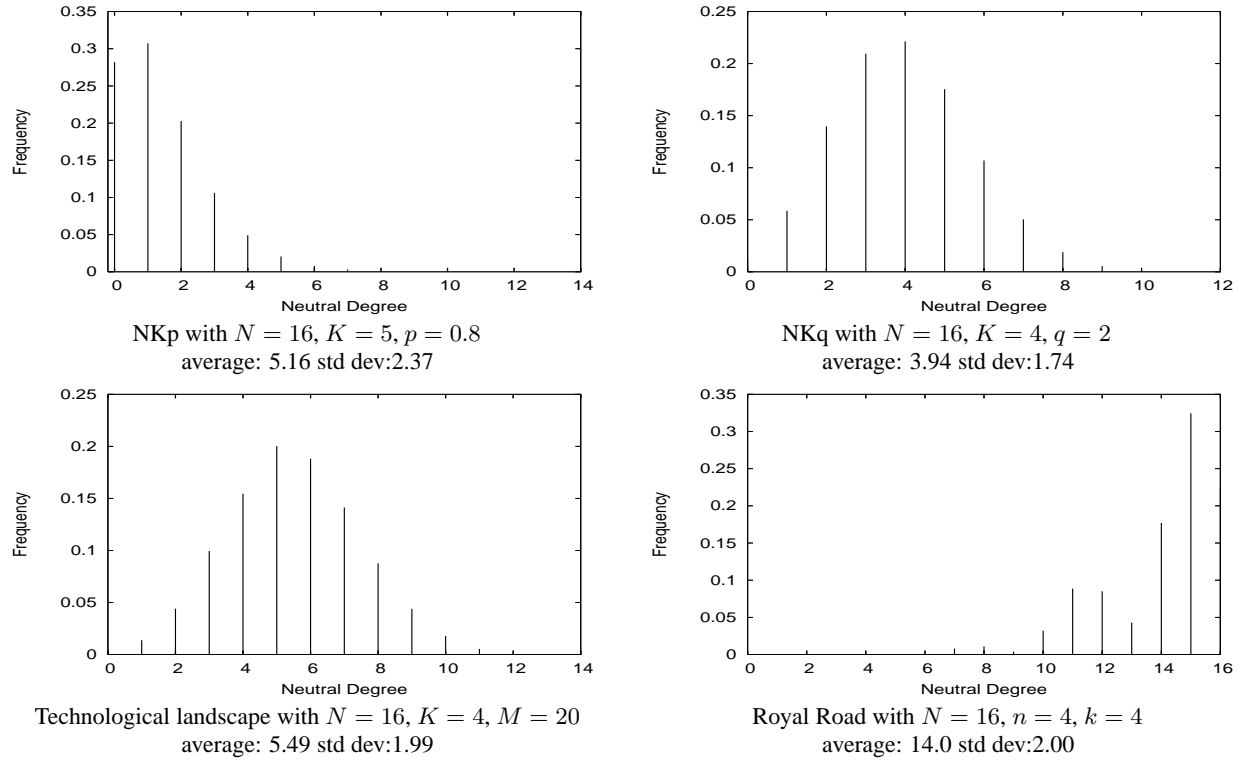 0.35
0.3
0.25
0.2
0.15
0.1
0.05
0
Frequency
0 2 4 6 8 10 12 14
Neutral Degree
NKp with N = 16, K = 5, p = 0.8
average: 5.16 std dev:2.37
0.25
0.2
0.15
0.1
0.05
0
Frequency
0 2 4 6 8 10 12
Neutral Degree
NKq with N = 16, K = 4, q = 2
average: 3.94 std dev:1.74
0.25
0.2
0.15
0.1
0.05
0
Frequency
0 2 4 6 8 10 12 14
Neutral Degree
Technological landscape with N = 16, K = 4, M = 20
average: 5.49 std dev:1.99
0.35
0.3
0.25
0.2
0.15
0.1
0.05
0
Frequency
0 2 4 6 8 10 12 14 16
Neutral Degree
Royal Road with N = 16, n = 4, k = 4
average: 14.0 std dev:2.00